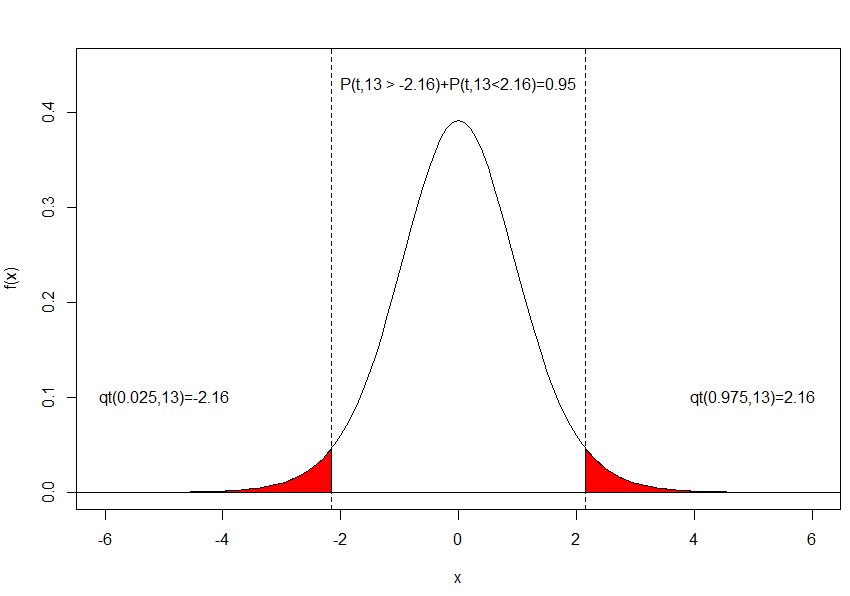 P(t,13 > -2.16)+P(t,13<2.16)=0.95
0.4
0.3
f(x)
0.2
qt(0.025,13)=-2.16
qt(0.975,13)=2.16
0.1
0.0
-6 -4 -2 0 2 4 6
x